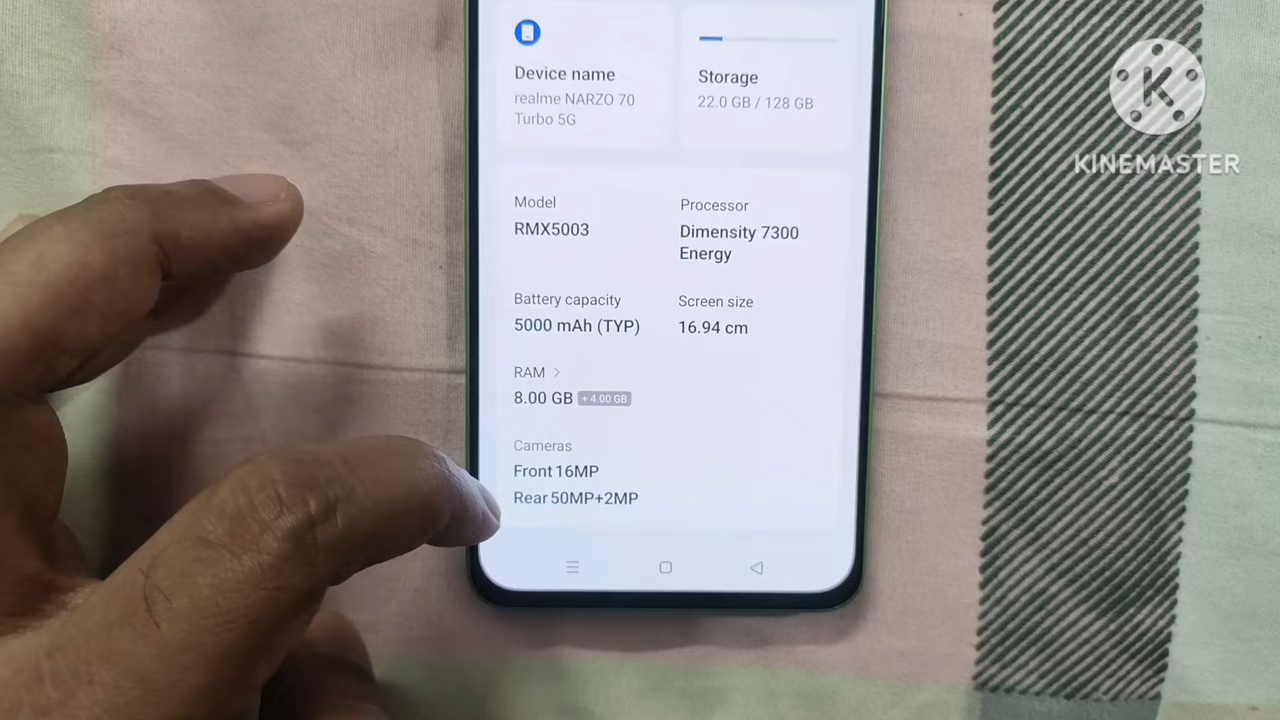 Device name
realme NARZO 70
Turbo 5G
Storage
22.0 GB / 128 GB
Model
RMX5003
Processor
Dimensity 7300
Energy
Battery capacity
5000 mAh (TYP)
Screen size
16.94 cm
RAM >
8.00 GB + 4.00 GB
Cameras
Front 16MP
Rear 50MP+2MP
K
KINEMASTER